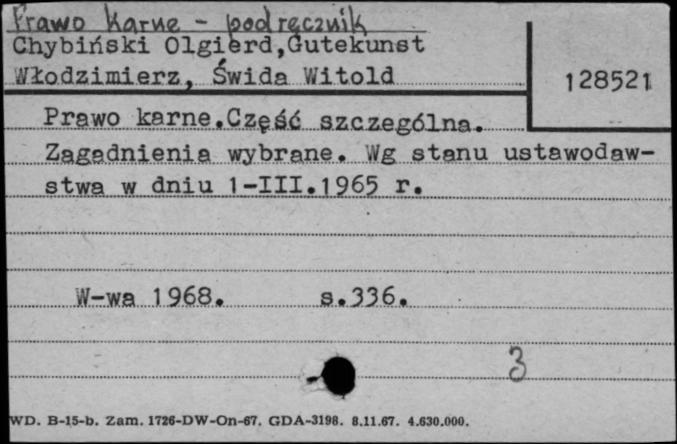 Prawo Karne - podręcznik
Chybiński Olgierd,Gutekunst
Włodzimierz, Świda Witold
128521
Prawo karne.Część szczególna.
Zagadnienia wybrane. Wg stanu ustawodaw-
stwa w dniu 1-III.1965 r.
W-wa 1968. s.336.
3
WD. B-15-b. Zam. 1726-DW-On-67. GDA-3198. 8.11.67. 4.630.000.